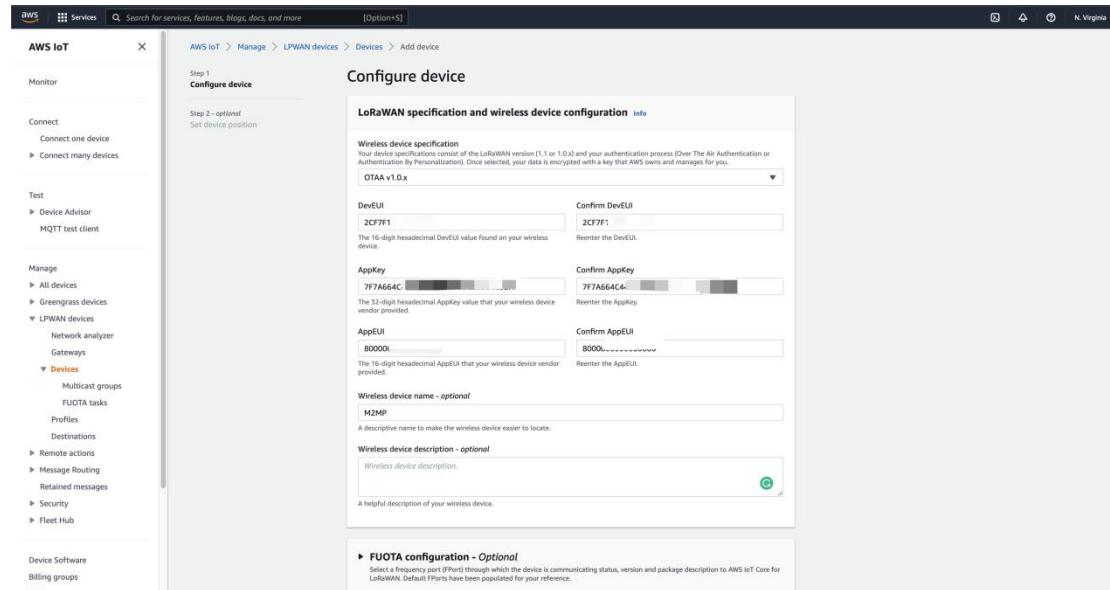 aws
Services
Search for services, features, blogs, docs, and more
[Option+S]
N. Virginia
AWS IoT
Monitor
Connect
Connect one device
Connect many devices
Test
Device Advisor
MQTT test client
Manage
All devices
Greengrass devices
LPWAN devices
Network analyzer
Gateways
Devices
Multicast groups
FUOTA tasks
Profiles
Destinations
Remote actions
Message Routing
Retained messages
Security
Fleet Hub
Device Software
Billing groups
AWS IoT > Manage > LPWAN devices > Devices > Add device
Step 1
Configure device
Step 2 - optional
Set device position
Configure device
LoRaWAN specification and wireless device configuration Info
Wireless device specification
Your device specifications consist of the LoRaWAN version (1.1 or 1.0.x) and your authentication process (Over The Air Authentication or
Authentication By Personalization). Once selected, your data is encrypted with a key that AWS owns and manages for you.
OTAA v1.0.x
DevEUI
2CF7F1
The 16-digit hexadecimal DevEUI value found on your wireless
device.
Confirm DevEUI
2CF7F
Reenter the DevEUI.
AppKey
7F7A664C
The 32-digit hexadecimal AppKey value that your wireless device
vendor provided.
Confirm AppKey
7F7A664C
Reenter the AppKey.
AppEUI
80000
The 16-digit hexadecimal AppEUI that your wireless device vendor
provided.
Confirm AppEUI
8000
Reenter the AppEUI.
Wireless device name - optional
M2MP
A descriptive name to make the wireless device easier to locate.
Wireless device description - optional
Wireless device description.
A helpful description of your wireless device.
FUOTA configuration - Optional
Select a frequency port (FPort) through which the device is communicating status, version and package description to AWS IoT Core for
LoRaWAN. Default FPorts have been populated for your reference.